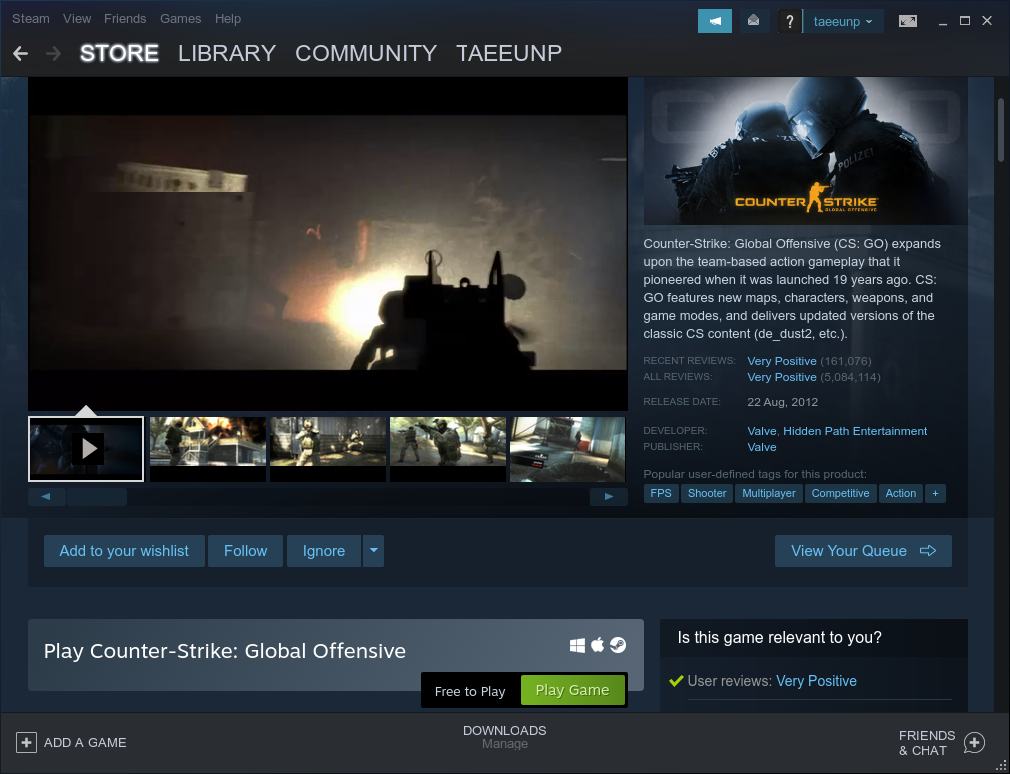 Steam View Friends Games Help
?
taeeunp
STORE LIBRARY COMMUNITY TAEEUNP
POLIZEI
COUNTER STRIKE
GLOBAL OFFENSIVE
Counter-Strike: Global Offensive (CS: GO) expands
upon the team-based action gameplay that it
pioneered when it was launched 19 years ago. CS:
GO features new maps, characters, weapons, and
game modes, and delivers updated versions of the
classic CS content (de_dust2, etc.).
RECENT REVIEWS: Very Positive (161,076)
ALL REVIEWS: Very Positive (5,084,114)
RELEASE DATE: 22 Aug, 2012
DEVELOPER: Valve, Hidden Path Entertainment
PUBLISHER: Valve
Popular user-defined tags for this product:
FPS Shooter Multiplayer Competitive Action +
Add to your wishlist Follow Ignore
View Your Queue
Play Counter-Strike: Global Offensive
Free to Play Play Game
Is this game relevant to you?
User reviews: Very Positive
ADD A GAME
DOWNLOADS
Manage
FRIENDS
& CHAT